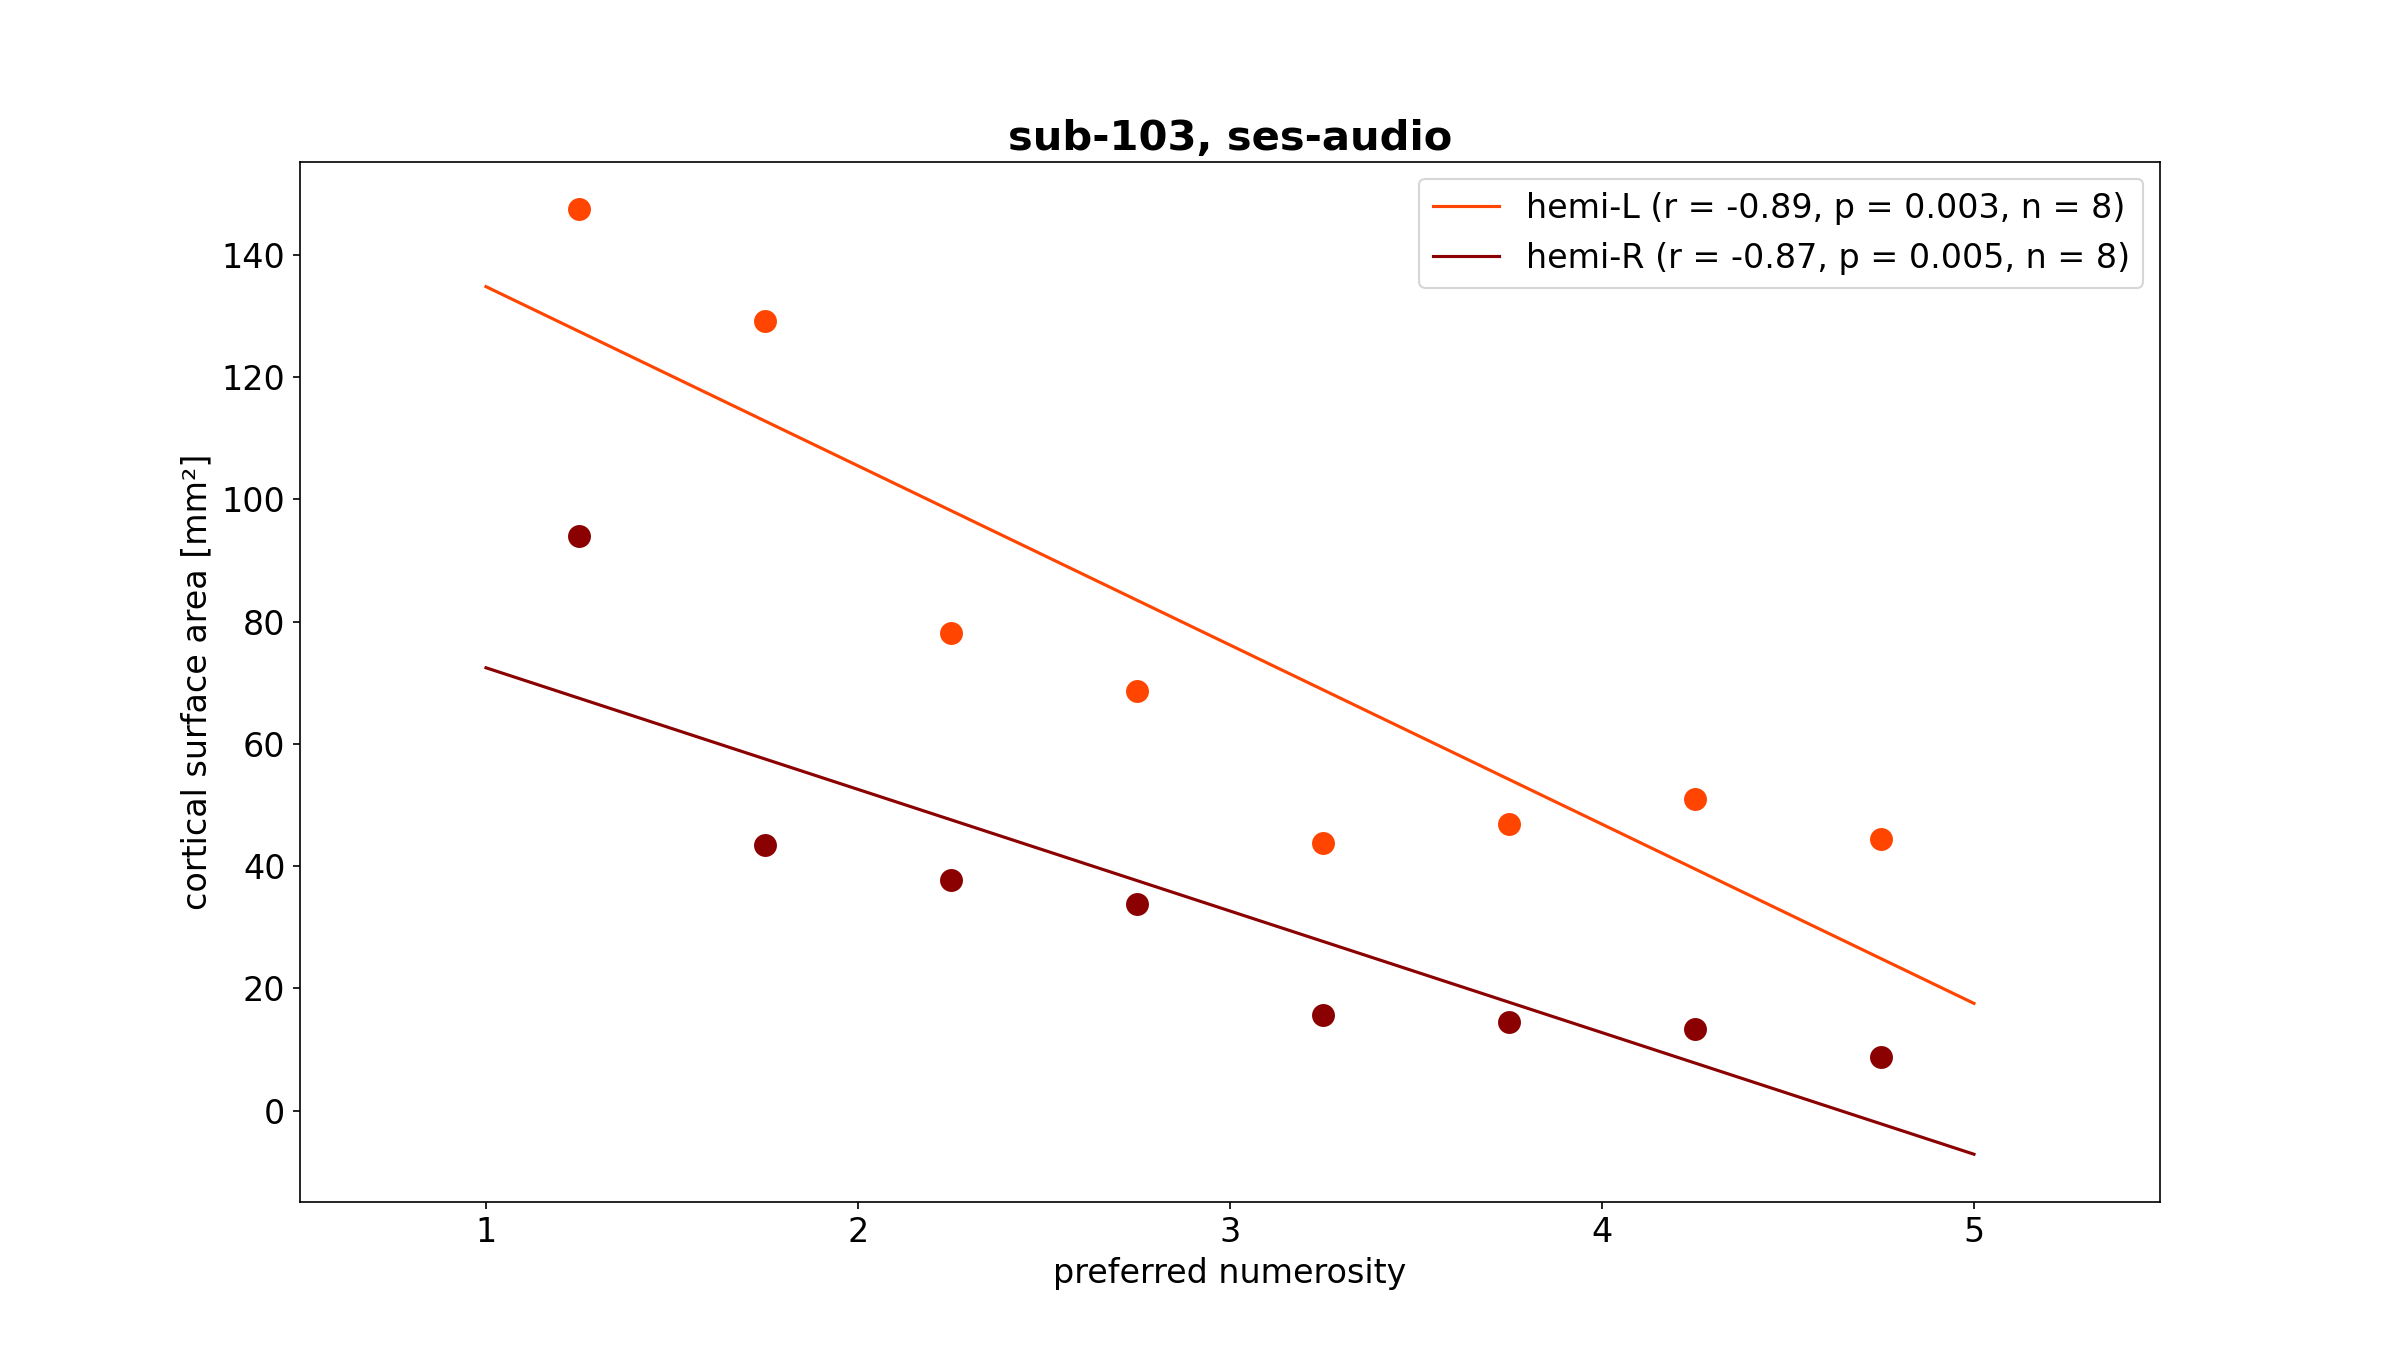 sub-103, ses-audio
hemi-L (r = -0.89, p = 0.003, n = 8)
hemi-R (r = -0.87, p = 0.005, n = 8)
cortical surface area [mm²]
140
120
100
80
60
40
20
0
1 2 3 4 5
preferred numerosity